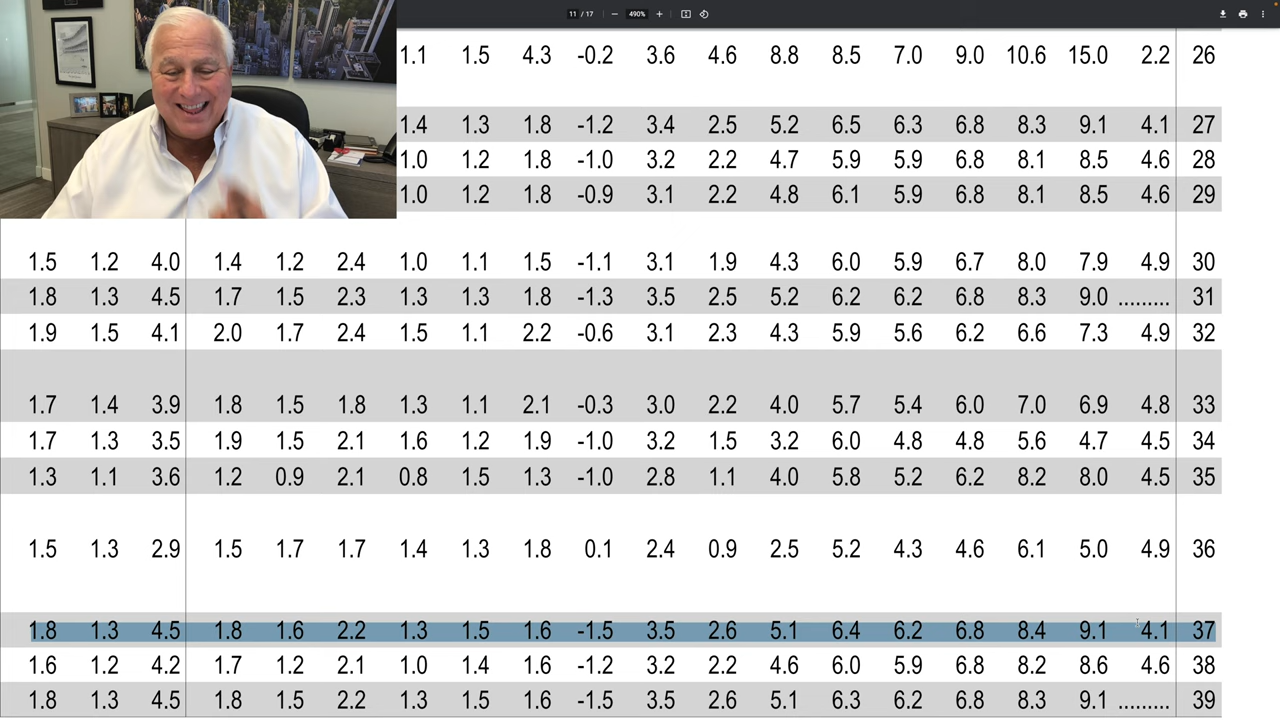 11 / 17 490%
1.1 1.5 4.3 -0.2 3.6 4.6 8.8 8.5 7.0 9.0 10.6 15.0 2.2 26
1.4 1.3 1.8 -1.2 3.4 2.5 5.2 6.5 6.3 6.8 8.3 9.1 4.1 27
1.0 1.2 1.8 -1.0 3.2 2.2 4.7 5.9 5.9 6.8 8.1 8.5 4.6 28
1.0 1.2 1.8 -0.9 3.1 2.2 4.8 6.1 5.9 6.8 8.1 8.5 4.6 29
1.5 1.2 4.0 1.4 1.2 2.4 1.0 1.1 1.5 -1.1 3.1 1.9 4.3 6.0 5.9 6.7 8.0 7.9 4.9 30
1.8 1.3 4.5 1.7 1.5 2.3 1.3 1.3 1.8 -1.3 3.5 2.5 5.2 6.2 6.2 6.8 8.3 9.0 ......... 31
1.9 1.5 4.1 2.0 1.7 2.4 1.5 1.1 2.2 -0.6 3.1 2.3 4.3 5.9 5.6 6.2 6.6 7.3 4.9 32
1.7 1.4 3.9 1.8 1.5 1.8 1.3 1.1 2.1 -0.3 3.0 2.2 4.0 5.7 5.4 6.0 7.0 6.9 4.8 33
1.7 1.3 3.5 1.9 1.5 2.1 1.6 1.2 1.9 -1.0 3.2 1.5 3.2 6.0 4.8 4.8 5.6 4.7 4.5 34
1.3 1.1 3.6 1.2 0.9 2.1 0.8 1.5 1.3 -1.0 2.8 1.1 4.0 5.8 5.2 6.2 8.2 8.0 4.5 35
1.5 1.3 2.9 1.5 1.7 1.7 1.4 1.3 1.8 0.1 2.4 0.9 2.5 5.2 4.3 4.6 6.1 5.0 4.9 36
1.8 1.3 4.5 1.8 1.6 2.2 1.3 1.5 1.6 -1.5 3.5 2.6 5.1 6.4 6.2 6.8 8.4 9.1 4.1 37
1.6 1.2 4.2 1.7 1.2 2.1 1.0 1.4 1.6 -1.2 3.2 2.2 4.6 6.0 5.9 6.8 8.2 8.6 4.6 38
1.8 1.3 4.5 1.8 1.5 2.2 1.3 1.5 1.6 -1.5 3.5 2.6 5.1 6.3 6.2 6.8 8.3 9.1 ......... 39